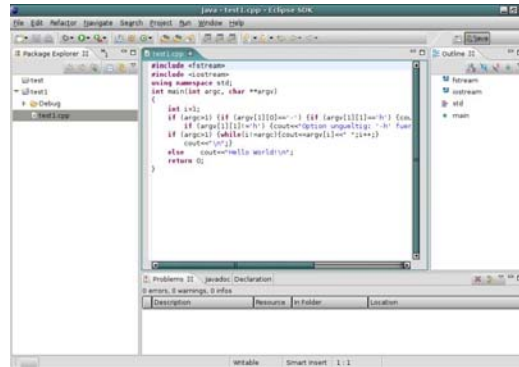 Java - test1.cpp - Eclipse SDK
File Edit Refactor Navigate Search Project Run Window Help
Java
Package Explorer
test
test1
Debug
test1.cpp
test1.cpp
#include <fstream>
#include <iostream>
using namespace std;
int main(int argc, char **argv)
{
int i=1;
if (argc>1) {if (argv[1][0]=='-') {if (argv[1][1]=='h') {cou
if (argv[1][1]!='h') {cout<<"Option ungueltig: '-h' fuer
if (argc>1) {while(i!=argc){cout<<argv[i]<<" ";i++;}
cout<<"\n";}
else cout<<"Hello World!\n";
return 0;
}
Outline
fstream
iostream
std
main
Problems Javadoc Declaration
0 errors, 0 warnings, 0 infos
Description Resource In Folder Location
Writable Smart Insert 1 : 1